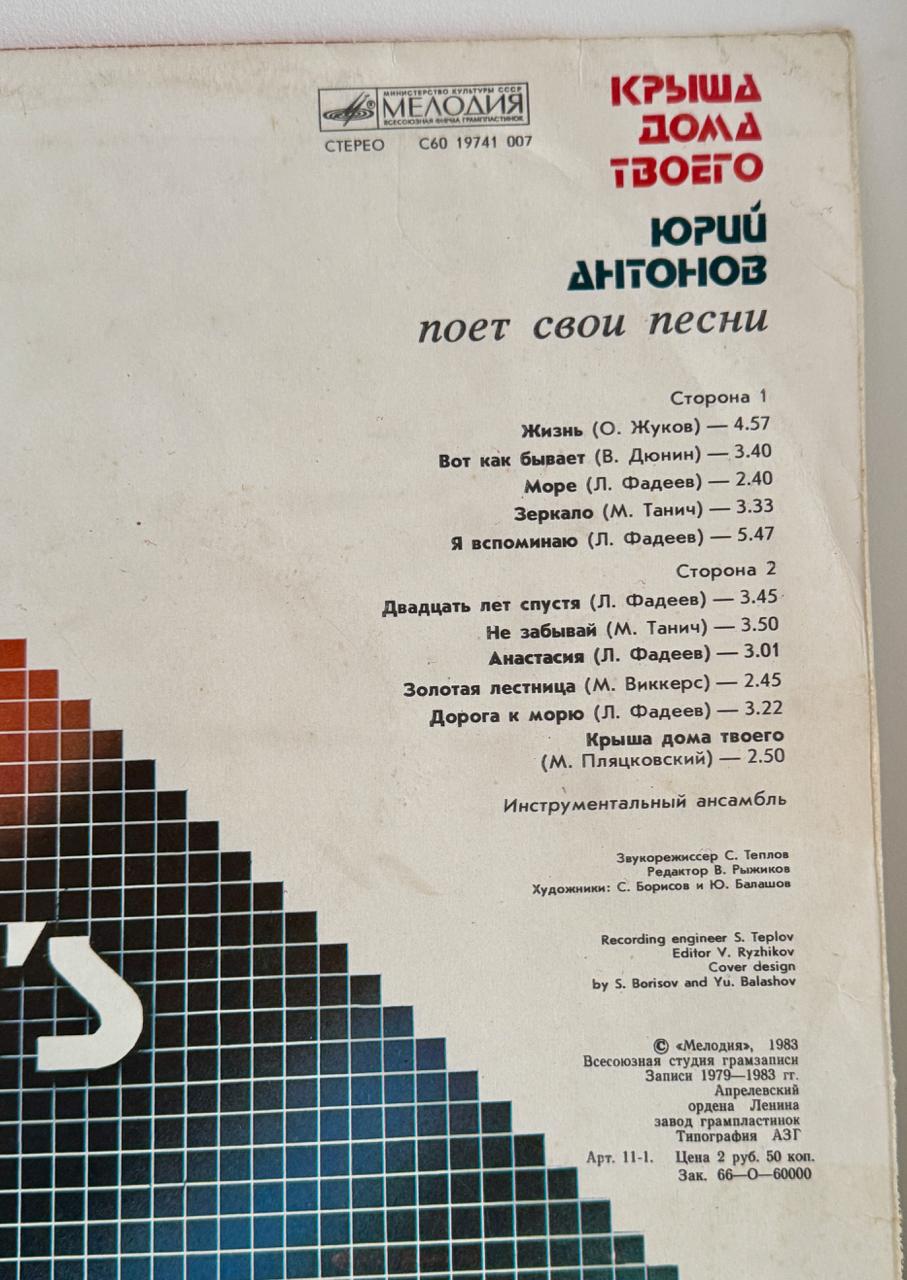 МИНИСТЕРСТВО КУЛЬТУРЫ СССР
МЕЛОДИЯ
ВСЕСОЮЗНАЯ ФИРМА ГРАМПЛАСТИНОК
СТЕРЕО С60 19741 007
КРЫША
ДОМА
ТВОЕГО
ЮРИЙ
АНТОНОВ
поет свои песни
Сторона 1
Жизнь (О. Жуков) — 4.57
Вот как бывает (В. Дюнин) — 3.40
Море (Л. Фадеев) — 2.40
Зеркало (М. Танич) — 3.33
Я вспоминаю (Л. Фадеев) — 5.47
Сторона 2
Двадцать лет спустя (Л. Фадеев) — 3.45
Не забывай (М. Танич) — 3.50
Анастасия (Л. Фадеев) — 3.01
Золотая лестница (М. Виккерс) — 2.45
Дорога к морю (Л. Фадеев) — 3.22
Крыша дома твоего
(М. Пляцковский) — 2.50
Инструментальный ансамбль
Звукорежиссер С. Теплов
Редактор В. Рыжиков
Художники: С. Борисов и Ю. Балашов
'S
Recording engineer S. Teplov
Editor V. Ryzhikov
Cover design
by S. Borisov and Yu. Balashov
© «Мелодия», 1983
Всесоюзная студия грамзаписи
Записи 1979—1983 гг.
Апрелевский
ордена Ленина
завод грампластинок
Типография АЗГ
Арт. 11-1. Цена 2 руб. 50 коп.
Зак. 66—О—60000